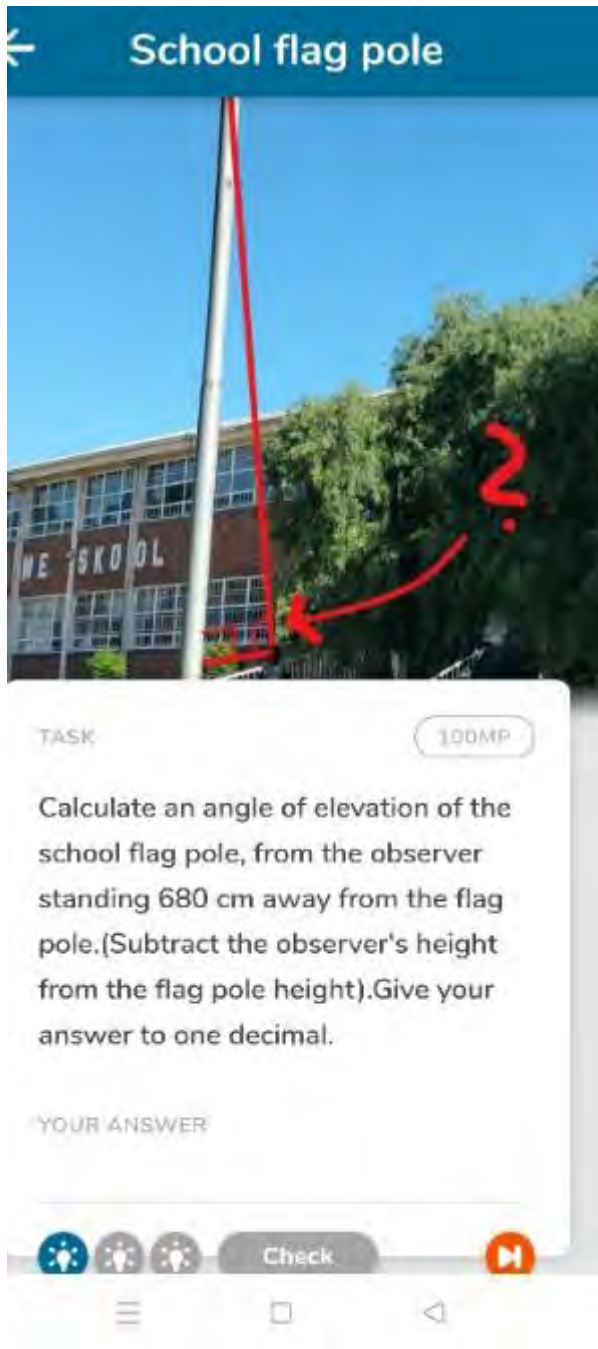 School flag pole
WE SKOOL
?
TASK
100MP
Calculate an angle of elevation of the
school flag pole, from the observer
standing 680 cm away from the flag
pole.(Subtract the observer's height
from the flag pole height).Give your
answer to one decimal.
YOUR ANSWER
Check